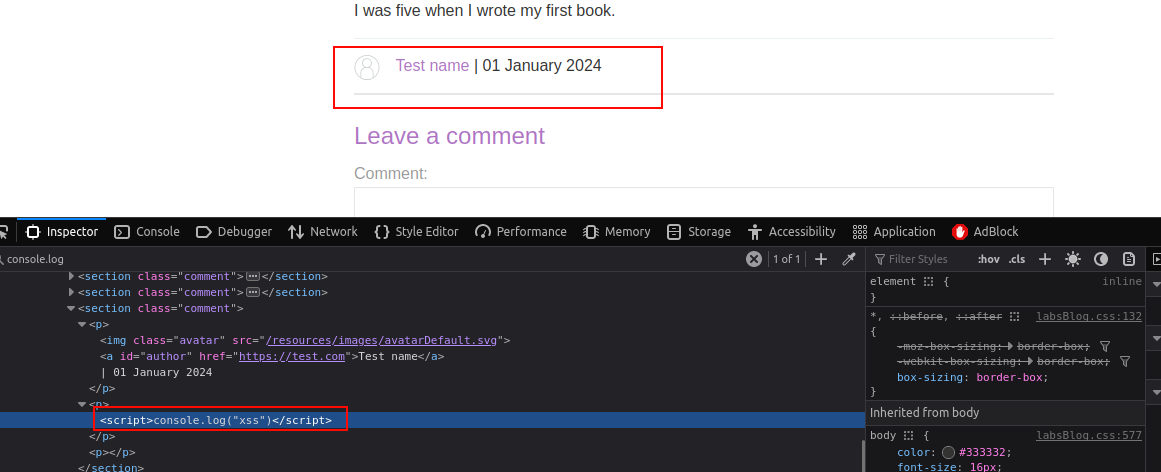 I was five when I wrote my first book.
Test name | 01 January 2024
Leave a comment
Comment:
Inspector Console Debugger Network Style Editor Performance Memory Storage Accessibility Application AdBlock
console.log 1 of 1 Filter Styles :hov .cls
<section class="comment"></section>
<section class="comment"></section>
<section class="comment">
<p>
<img class="avatar" src="/resources/images/avatarDefault.svg">
<a id="author" href="https://test.com">Test name</a>
| 01 January 2024
</p>
<p>
<script>console.log("xss")</script>
</p>
<p></p>
</section>
element { inline
}
*, ::before, ::after labsBlog.css:132
{
-moz-box-sizing: border-box;
-webkit-box-sizing: border-box;
box-sizing: border-box;
}
Inherited from body
body { labsBlog.css:577
color: #333332;
font-size: 16px;